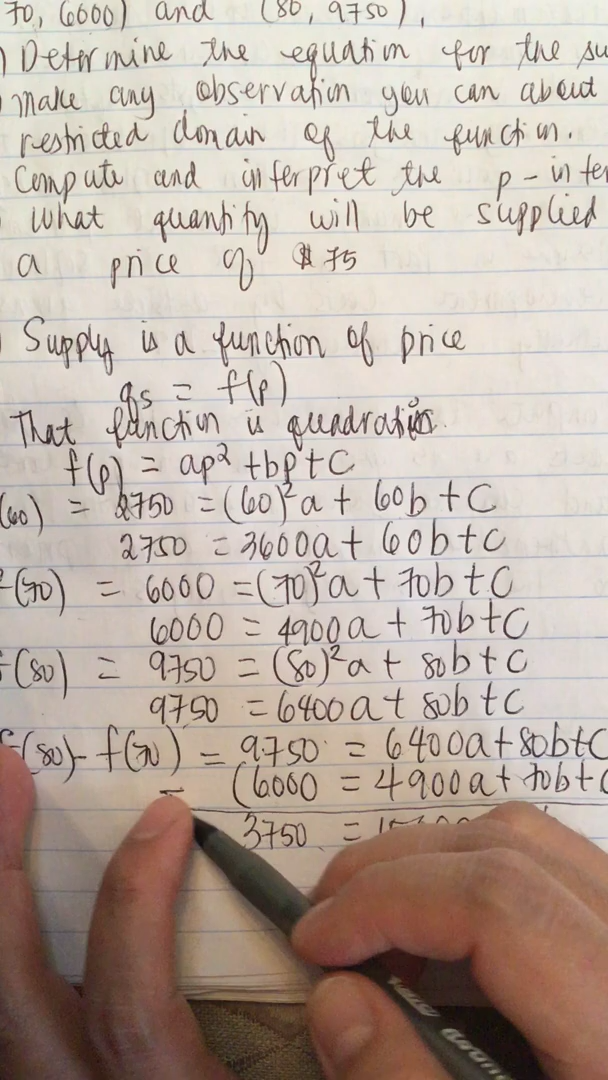 70, 6000) and (80, 9750).
Determine the equation for the su
make any observation you can about
restricted domain of the function.
Compute and interpret the p-inte
What quantity will be supplied
a price of $75
Supply is a function of price
qs = f(p)
That function is quadratic.
f(p) = ap² + bp + C
(60) = 2750 = (60)²a + 60b + C
2750 = 3600a + 60b + C
f(70) = 6000 = (70)²a + 70b + C
6000 = 4900a + 70b + C
f(80) = 9750 = (80)²a + 80b + C
9750 = 6400a + 80b + C
f(80) - f(70) = 9750 = 6400a + 80b + C
- (6000 = 4900a + 70b + C
3750 =